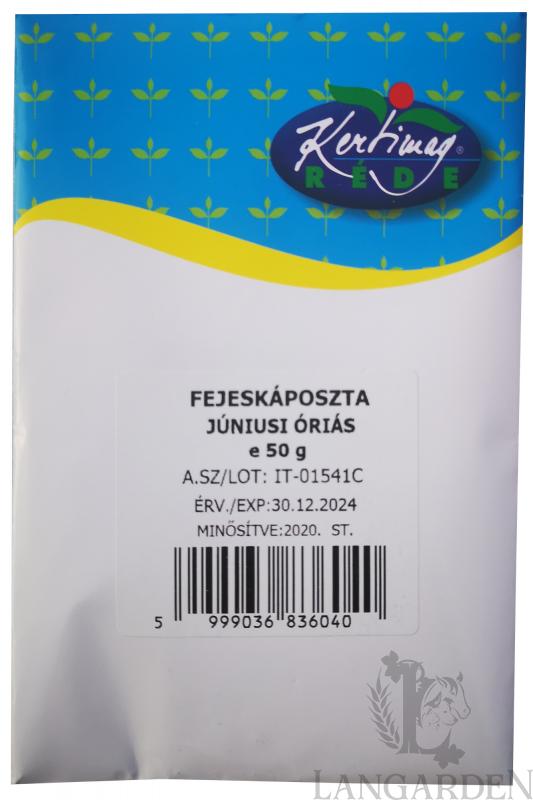 Kertimag®
RÉDE
FEJESKÁPOSZTA
JÚNIUSI ÓRIÁS
e 50 g
A.SZ/LOT: IT-01541C
ÉRV./EXP:30.12.2024
MINŐSÍTVE:2020. ST.
5 999036 836040
L
LANGARDEN